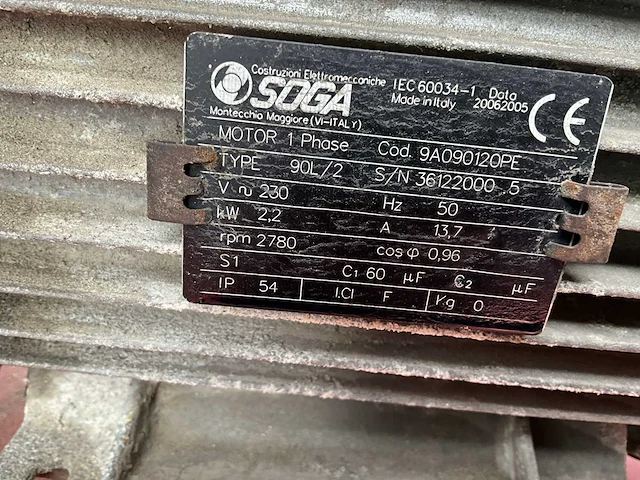 Costruzioni Elettromeccaniche IEC 60034-1 Data
SOGA Made in Italy 20062005 CE
Montecchio Maggiore (VI-ITALY)
MOTOR 1 Phase Cod. 9A090120PE
TYPE 90L/2 S/N 36122000 5
V ~ 230 Hz 50
kW 2,2 A 13,7
rpm 2780 cosφ 0,96
S1 C1 60 µF C2 µF
IP 54 I.Cl F Kg 0